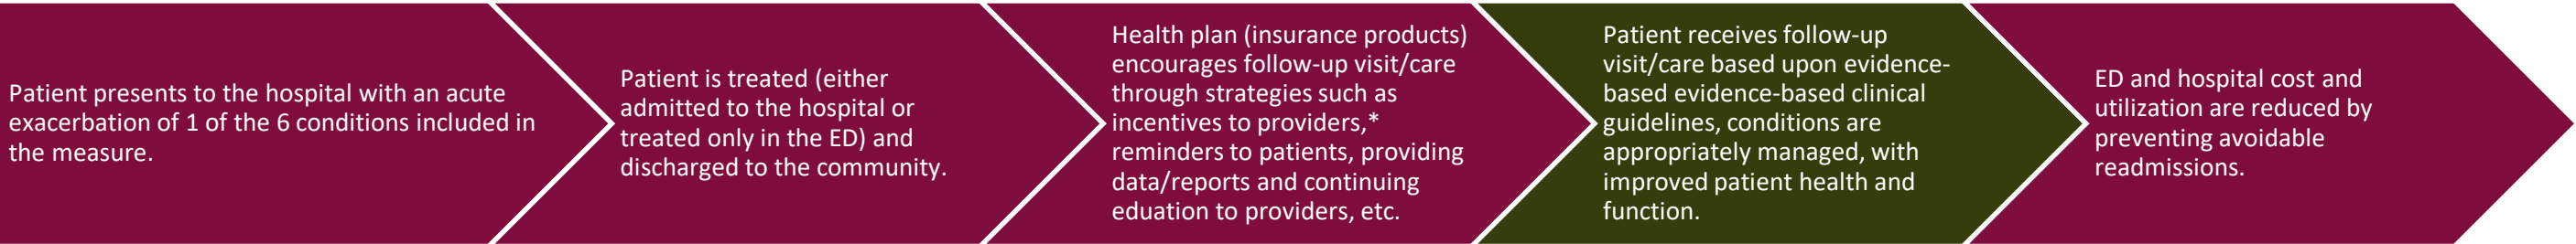 Patient presents to the hospital with an acute
exacerbation of 1 of the 6 conditions included in
the measure.
Patient is treated (either
admitted to the hospital or
treated only in the ED) and
discharged to the community.
Health plan (insurance products)
encourages follow-up visit/care
through strategies such as
incentives to providers,*
reminders to patients, providing
data/reports and continuing
eduation to providers, etc.
Patient receives follow-up
visit/care based upon evidence-
based evidence-based clinical
guidelines, conditions are
appropriately managed, with
improved patient health and
function.
ED and hospital cost and
utilization are reduced by
preventing avoidable
readmissions.